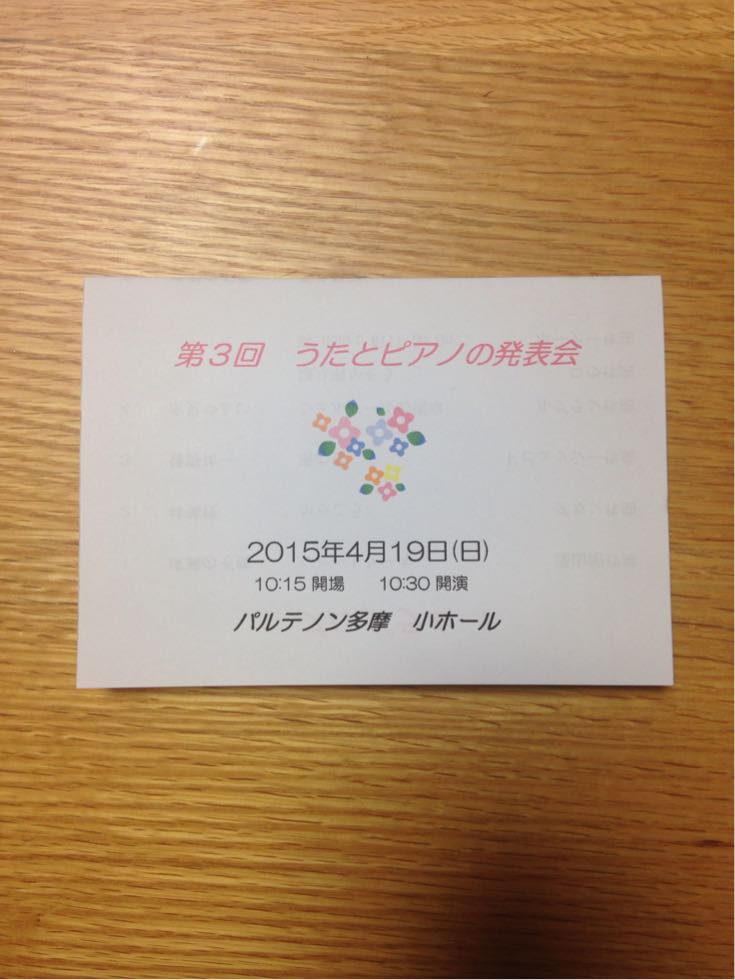 第３回　うたとピアノの発表会
2015年4月19日(日)
10:15 開場　　10:30 開演
パルテノン多摩　小ホール